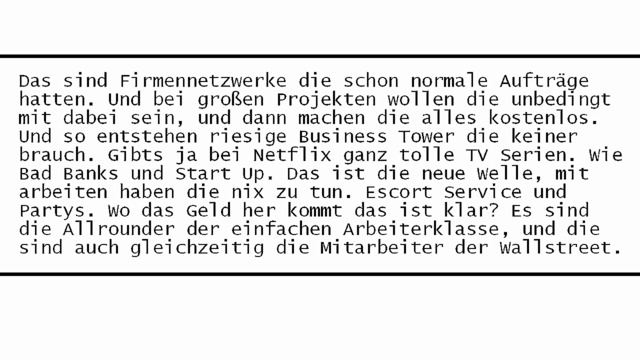 Das sind Firmennetzwerke die schon normale Aufträge
hatten. Und bei großen Projekten wollen die unbedingt
mit dabei sein, und dann machen die alles kostenlos.
Und so entstehen riesige Business Tower die keiner
brauch. Gibts ja bei Netflix ganz tolle TV Serien. Wie
Bad Banks und Start Up. Das ist die neue Welle, mit
arbeiten haben die nix zu tun. Escort Service und
Partys. Wo das Geld her kommt das ist klar? Es sind
die Allrounder der einfachen Arbeiterklasse, und die
sind auch gleichzeitig die Mitarbeiter der Wallstreet.